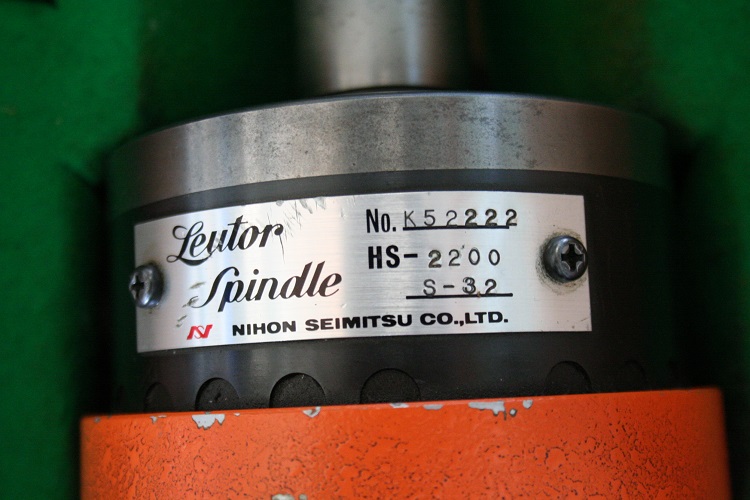 Leutor
Spindle
No. K52222
HS-2200
S-32
NIHON SEIMITSU CO.,LTD.